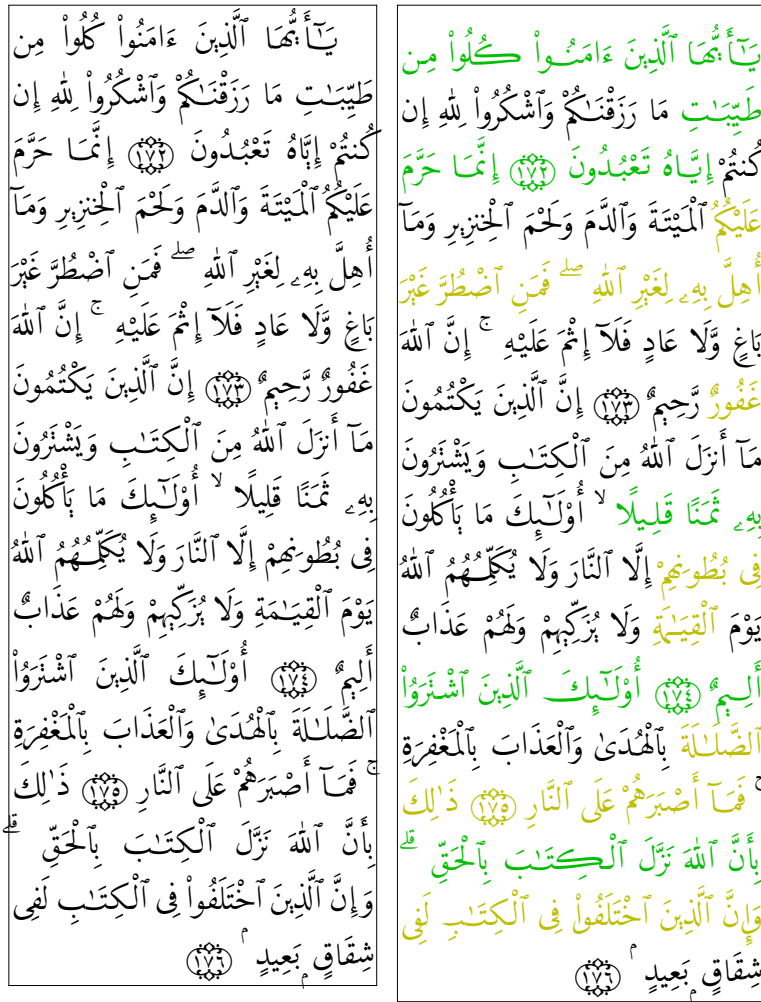 يَـٰٓأَيُّهَا ٱلَّذِينَ ءَامَنُوا۟ كُلُوا۟ مِن
طَيِّبَـٰتِ مَا رَزَقْنَـٰكُمْ وَٱشْكُرُوا۟ لِلَّهِ إِن
كُنتُمْ إِيَّاهُ تَعْبُدُونَ ۝١٧٢ إِنَّمَا حَرَّمَ
عَلَيْكُمُ ٱلْمَيْتَةَ وَٱلدَّمَ وَلَحْمَ ٱلْخِنزِيرِ وَمَآ
أُهِلَّ بِهِۦ لِغَيْرِ ٱللَّهِ ۖ فَمَنِ ٱضْطُرَّ غَيْرَ
بَاغٍ وَّلَا عَادٍ فَلَآ إِثْمَ عَلَيْهِ ۚ إِنَّ ٱللَّهَ
غَفُورٌ رَّحِيمٌ ۝١٧٣ إِنَّ ٱلَّذِينَ يَكْتُمُونَ
مَآ أَنزَلَ ٱللَّهُ مِنَ ٱلْكِتَـٰبِ وَيَشْتَرُونَ
بِهِۦ ثَمَنًا قَلِيلًا ۙ أُو۟لَـٰٓئِكَ مَا يَأْكُلُونَ
فِى بُطُونِهِمْ إِلَّا ٱلنَّارَ وَلَا يُكَلِّمُهُمُ ٱللَّهُ
يَوْمَ ٱلْقِيَـٰمَةِ وَلَا يُزَكِّيهِمْ وَلَهُمْ عَذَابٌ
أَلِيمٌ ۝١٧٤ أُو۟لَـٰٓئِكَ ٱلَّذِينَ ٱشْتَرَوُا۟
ٱلضَّلَـٰلَةَ بِٱلْهُدَىٰ وَٱلْعَذَابَ بِٱلْمَغْفِرَةِ
ۚ فَمَآ أَصْبَرَهُمْ عَلَى ٱلنَّارِ ۝١٧٥ ذَٰلِكَ
بِأَنَّ ٱللَّهَ نَزَّلَ ٱلْكِتَـٰبَ بِٱلْحَقِّ ۗ
وَإِنَّ ٱلَّذِينَ ٱخْتَلَفُوا۟ فِى ٱلْكِتَـٰبِ لَفِى
شِقَاقٍۭ بَعِيدٍ ۝١٧٦
يَـٰٓأَيُّهَا ٱلَّذِينَ ءَامَنُوا۟ كُلُوا۟ مِن
طَيِّبَـٰتِ مَا رَزَقْنَـٰكُمْ وَٱشْكُرُوا۟ لِلَّهِ إِن
كُنتُمْ إِيَّاهُ تَعْبُدُونَ ۝١٧٢ إِنَّمَا حَرَّمَ
عَلَيْكُمُ ٱلْمَيْتَةَ وَٱلدَّمَ وَلَحْمَ ٱلْخِنزِيرِ وَمَآ
أُهِلَّ بِهِۦ لِغَيْرِ ٱللَّهِ ۖ فَمَنِ ٱضْطُرَّ غَيْرَ
بَاغٍ وَّلَا عَادٍ فَلَآ إِثْمَ عَلَيْهِ ۚ إِنَّ ٱللَّهَ
غَفُورٌ رَّحِيمٌ ۝١٧٣ إِنَّ ٱلَّذِينَ يَكْتُمُونَ
مَآ أَنزَلَ ٱللَّهُ مِنَ ٱلْكِتَـٰبِ وَيَشْتَرُونَ
بِهِۦ ثَمَنًا قَلِيلًا ۙ أُو۟لَـٰٓئِكَ مَا يَأْكُلُونَ
فِى بُطُونِهِمْ إِلَّا ٱلنَّارَ وَلَا يُكَلِّمُهُمُ ٱللَّهُ
يَوْمَ ٱلْقِيَـٰمَةِ وَلَا يُزَكِّيهِمْ وَلَهُمْ عَذَابٌ
أَلِيمٌ ۝١٧٤ أُو۟لَـٰٓئِكَ ٱلَّذِينَ ٱشْتَرَوُا۟
ٱلضَّلَـٰلَةَ بِٱلْهُدَىٰ وَٱلْعَذَابَ بِٱلْمَغْفِرَةِ
ۚ فَمَآ أَصْبَرَهُمْ عَلَى ٱلنَّارِ ۝١٧٥ ذَٰلِكَ
بِأَنَّ ٱللَّهَ نَزَّلَ ٱلْكِتَـٰبَ بِٱلْحَقِّ ۗ
وَإِنَّ ٱلَّذِينَ ٱخْتَلَفُوا۟ فِى ٱلْكِتَـٰبِ لَفِى
شِقَاقٍۭ بَعِيدٍ ۝١٧٦